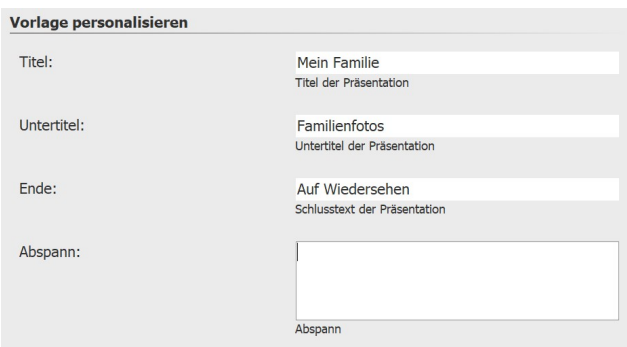 Vorlage personalisieren
Titel:
Mein Familie
Titel der Präsentation
Untertitel:
Familienfotos
Untertitel der Präsentation
Ende:
Auf Wiedersehen
Schlusstext der Präsentation
Abspann:
Abspann